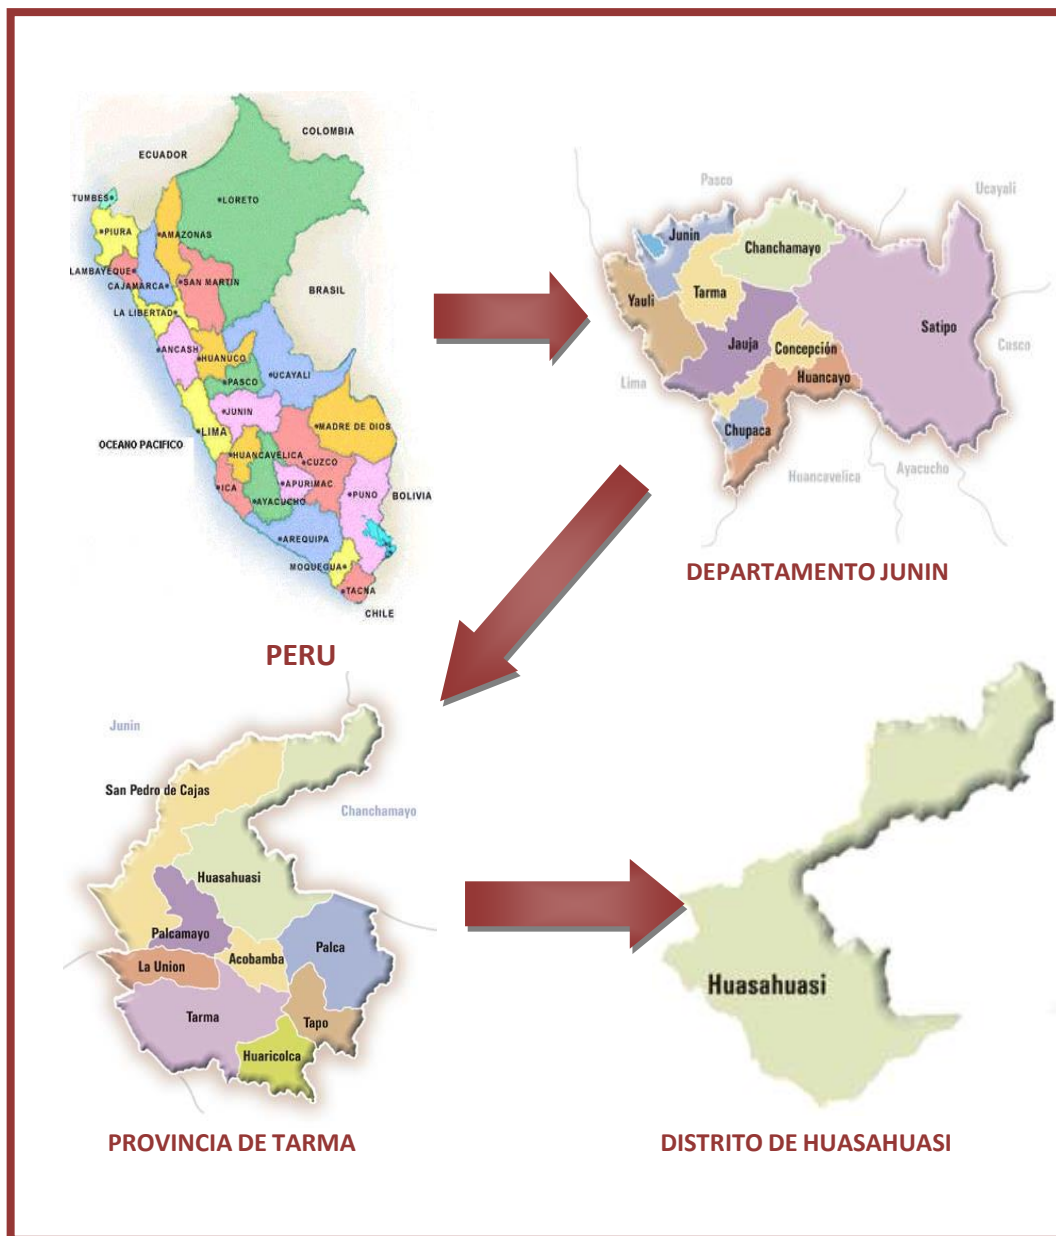 COLOMBIA
ECUADOR
TUMBES
LORETO
PIURA
AMAZONAS
LAMBAYEQUE
CAJAMARCA
SAN MARTIN
BRASIL
LA LIBERTAD
ANCASH
HUANUCO
UCAYALI
PASCO
JUNIN
MADRE DE DIOS
LIMA
OCEANO PACIFICO
HUANCAVELICA
CUZCO
ICA
APURIMAC
AYACUCHO
PUNO
BOLIVIA
AREQUIPA
MOQUEGUA
TACNA
CHILE
PERU
Pasco
Ucayali
Junin
Chanchamayo
Tarma
Yauli
Satipo
Jauja
Concepción
Cusco
Lima
Huancayo
Chupaca
Huancavelica
Ayacucho
DEPARTAMENTO JUNIN
Junin
San Pedro de Cajas
Chanchamayo
Huasahuasi
Palcamayo
Palca
Acobamba
La Union
Tarma
Tapo
Huaricolca
PROVINCIA DE TARMA
Huasahuasi
DISTRITO DE HUASAHUASI